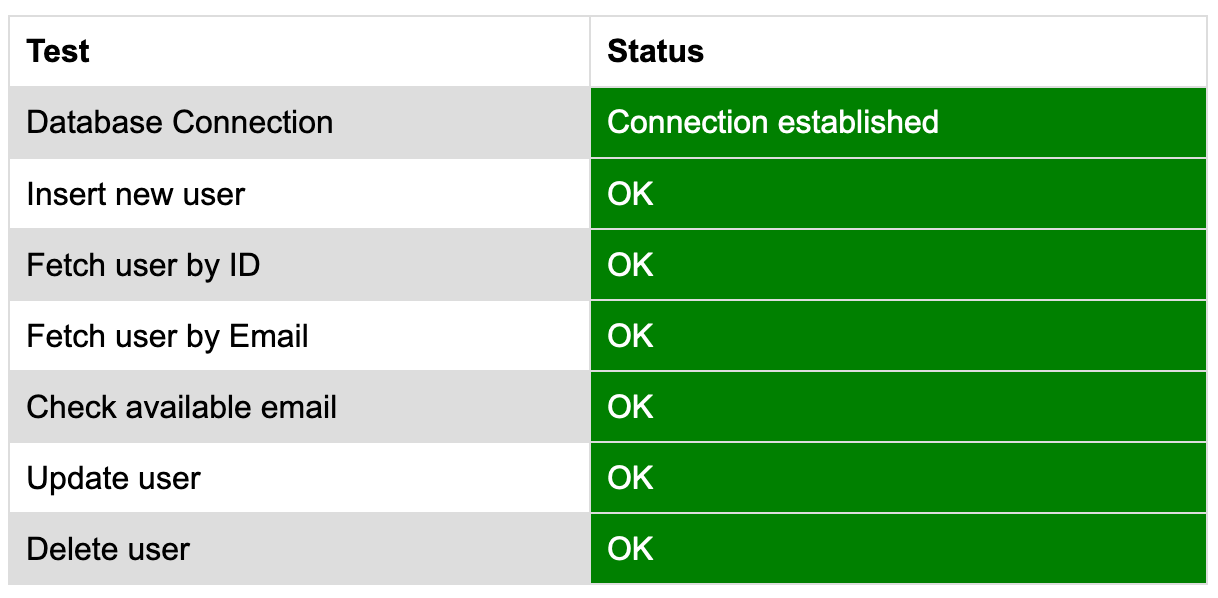 Test Status
Database Connection Connection established
Insert new user OK
Fetch user by ID OK
Fetch user by Email OK
Check available email OK
Update user OK
Delete user OK